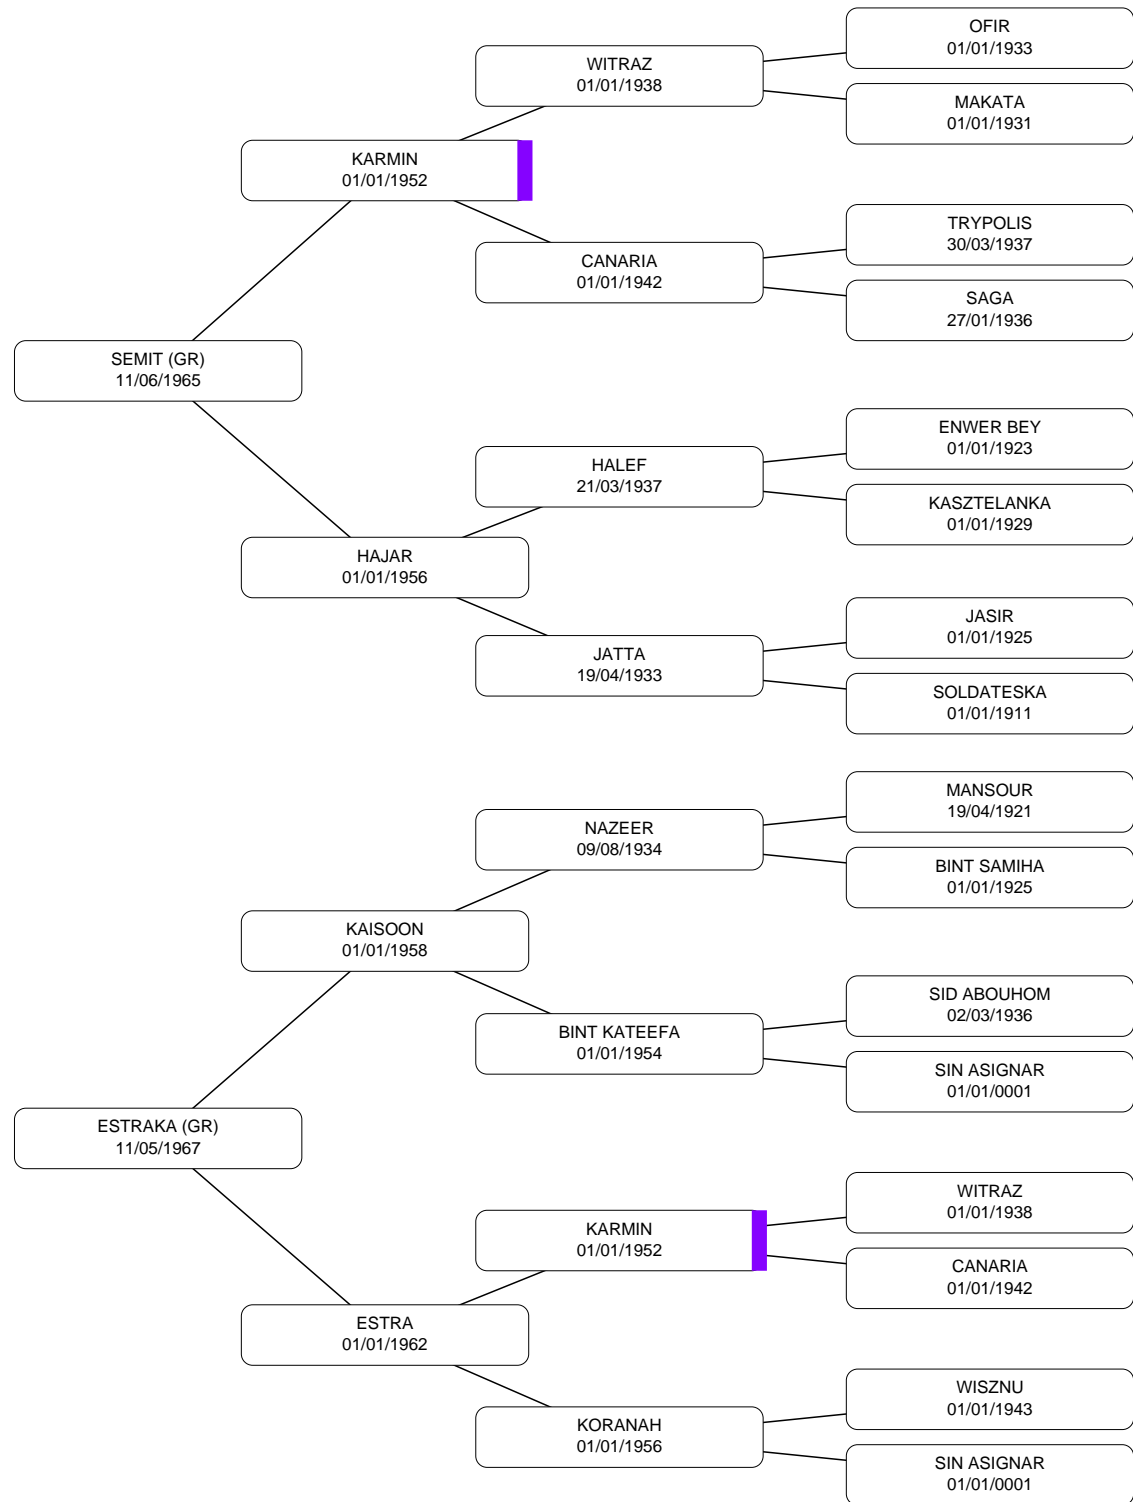 OFIR
01/01/1933
WITRAZ
01/01/1938
MAKATA
01/01/1931
KARMIN
01/01/1952
TRYPOLIS
30/03/1937
CANARIA
01/01/1942
SAGA
27/01/1936
SEMIT (GR)
11/06/1965
ENWER BEY
01/01/1923
HALEF
21/03/1937
KASZTELANKA
01/01/1929
HAJAR
01/01/1956
JASIR
01/01/1925
JATTA
19/04/1933
SOLDATESKA
01/01/1911
MANSOUR
19/04/1921
NAZEER
09/08/1934
BINT SAMIHA
01/01/1925
KAISOON
01/01/1958
SID ABOUHOM
02/03/1936
BINT KATEEFA
01/01/1954
SIN ASIGNAR
01/01/0001
ESTRAKA (GR)
11/05/1967
WITRAZ
01/01/1938
KARMIN
01/01/1952
CANARIA
01/01/1942
ESTRA
01/01/1962
WISZNU
01/01/1943
KORANAH
01/01/1956
SIN ASIGNAR
01/01/0001